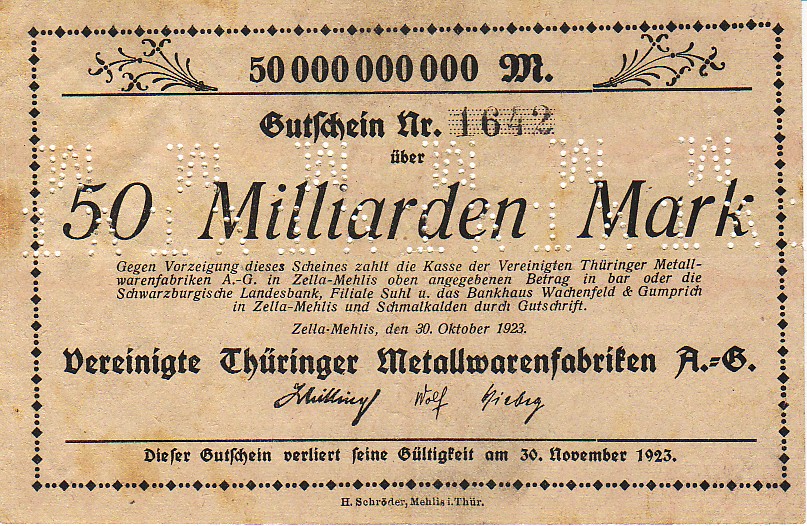 50 000 000 000 M.
Gutschein Nr. 1642
über
50 Milliarden Mark
Gegen Vorzeigung dieses Scheines zahlt die Kasse der Vereinigten Thüringer Metall-
warenfabriken A.-G. in Zella-Mehlis oben angegebenen Betrag in bar oder die
Schwarzburgische Landesbank, Filiale Suhl u. das Bankhaus Wachenfeld & Gumprich
in Zella-Mehlis und Schmalkalden durch Gutschrift.
Zella-Mehlis, den 30. Oktober 1923.
Vereinigte Thüringer Metallwarenfabriken A.-G.
Wolf
Dieser Gutschein verliert seine Gültigkeit am 30. November 1923.
H. Schröder, Mehlis i. Thür.